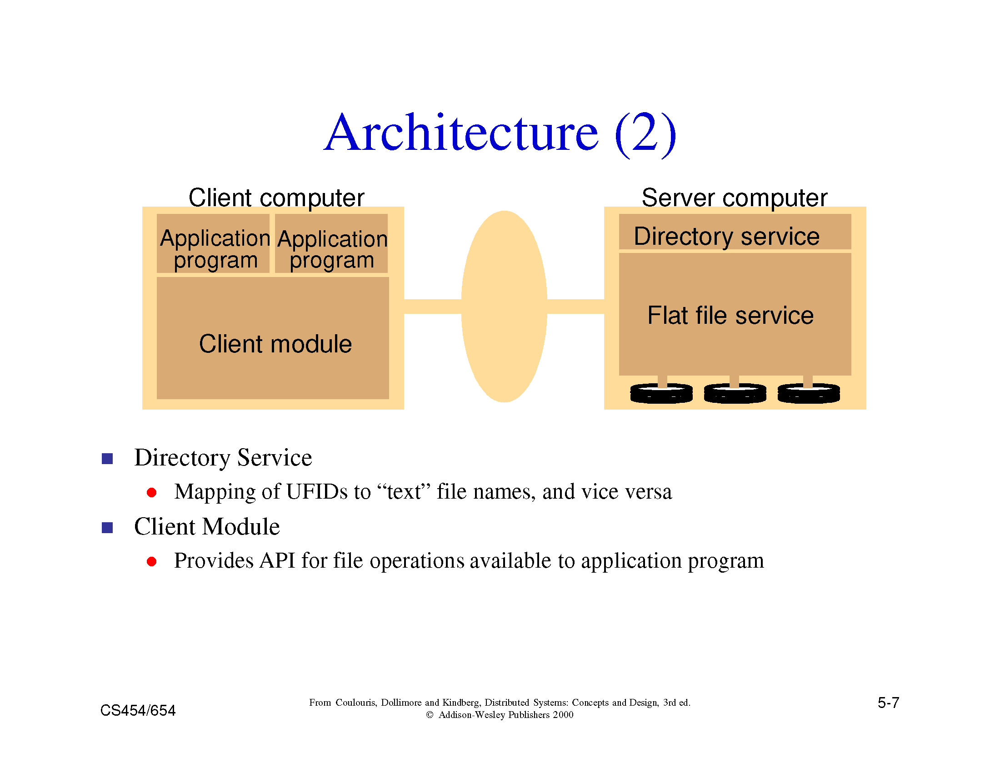 Architecture (2)
Client computer
Server computer
Application
program
Application
program
Client module
Directory service
Flat file service
Directory Service
Mapping of UFIDs to “text” file names, and vice versa
Client Module
Provides API for file operations available to application program
CS454/654
From Coulouris, Dollimore and Kindberg, Distributed Systems: Concepts and Design, 3rd ed.
© Addison-Wesley Publishers 2000
5-7